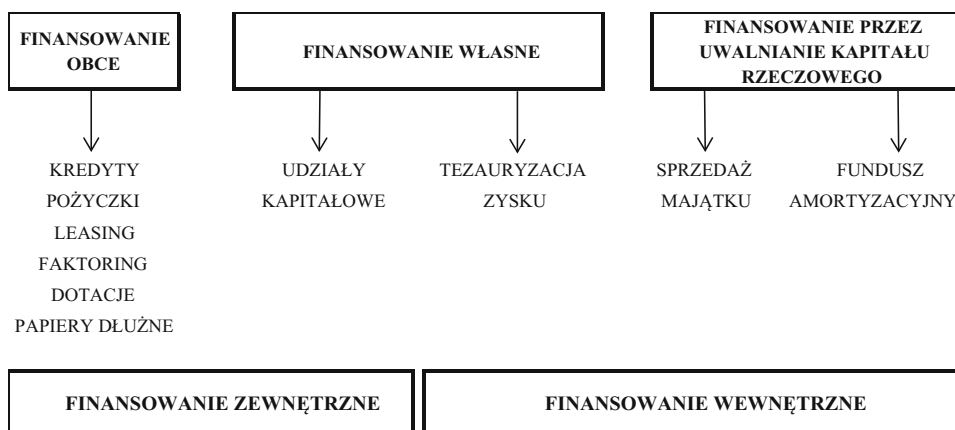 FINANSOWANIE
OBCE
FINANSOWANIE WŁASNE
FINANSOWANIE PRZEZ
UWALNIANIE KAPITAŁU
RZECZOWEGO
KREDYTY
POŻYCZKI
LEASING
FAKTORING
DOTACJE
PAPIERY DŁUŻNE
UDZIAŁY
KAPITAŁOWE
TEZAURYZACJA
ZYSKU
SPRZEDAŻ
MAJĄTKU
FUNDUSZ
AMORTYZACYJNY
FINANSOWANIE ZEWNĘTRZNE
FINANSOWANIE WEWNĘTRZNE